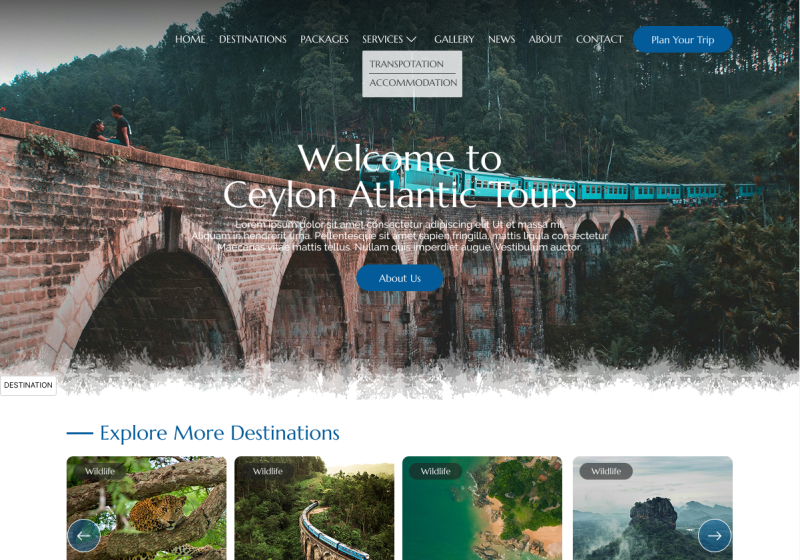 HOME DESTINATIONS PACKAGES SERVICES GALLERY NEWS ABOUT CONTACT Plan Your Trip
TRANSPOTATION
ACCOMMODATION
Welcome to
Ceylon Atlantic Tours
Lorem ipsum dolor sit amet consectetur adipiscing elit Ut et massa mi.
Aliquam in hendrerit urna. Pellentesque sit amet sapien fringilla, mattis ligula consectetur
Maecenas vitae mattis tellus. Nullam quis imperdiet augue. Vestibulum auctor.
About Us
DESTINATION
Explore More Destinations
Wildlife Wildlife Wildlife Wildlife